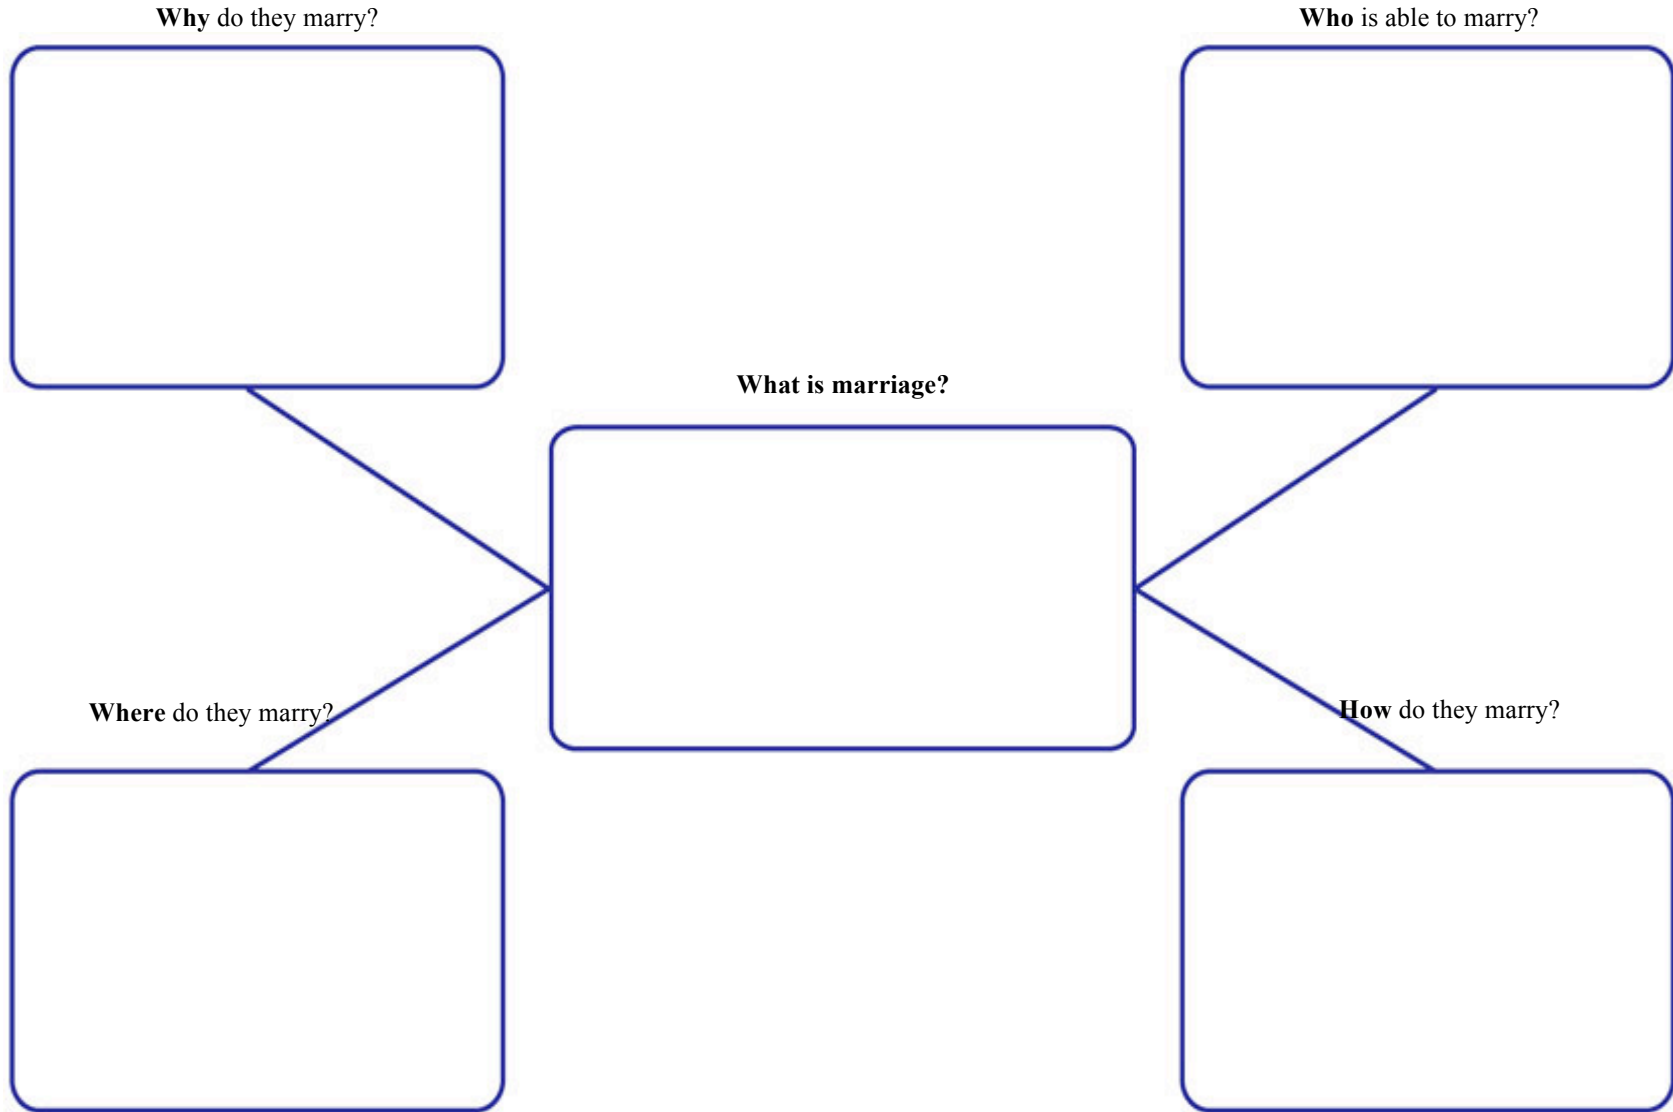 Why do they marry?
Who is able to marry?
What is marriage?
Where do they marry?
How do they marry?